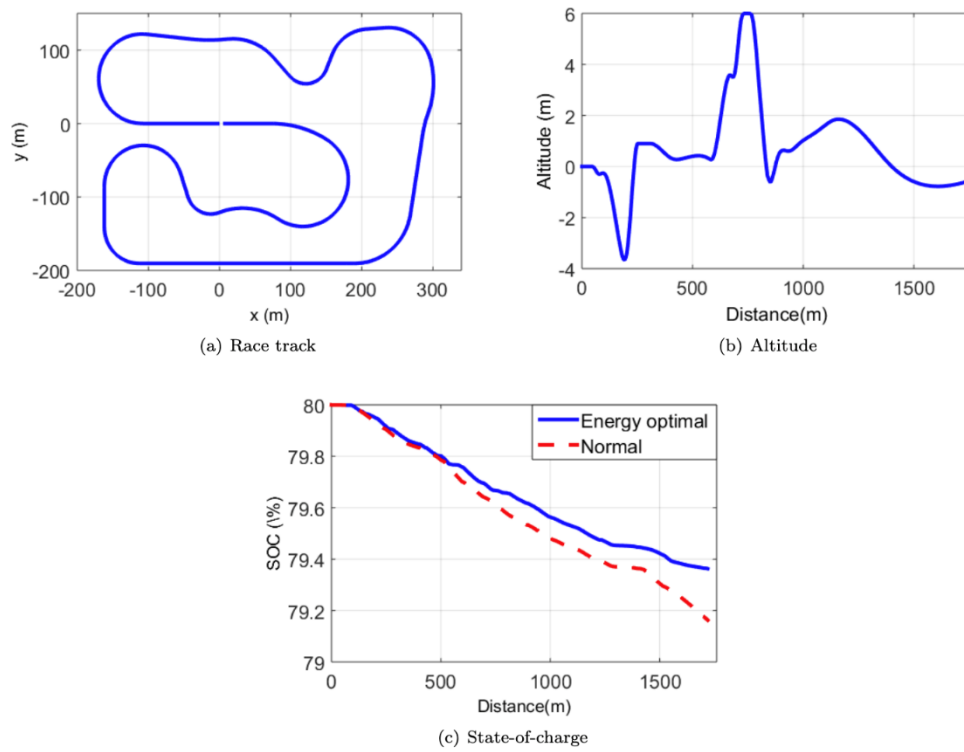 100
0
-100
-200
y (m)
-200 -100 0 100 200 300
x (m)
(a) Race track
6
4
2
0
-2
-4
Altitude (m)
0 500 1000 1500
Distance(m)
(b) Altitude
80
79.8
79.6
79.4
79.2
79
SOC (\%)
Energy optimal
Normal
0 500 1000 1500
Distance(m)
(c) State-of-charge